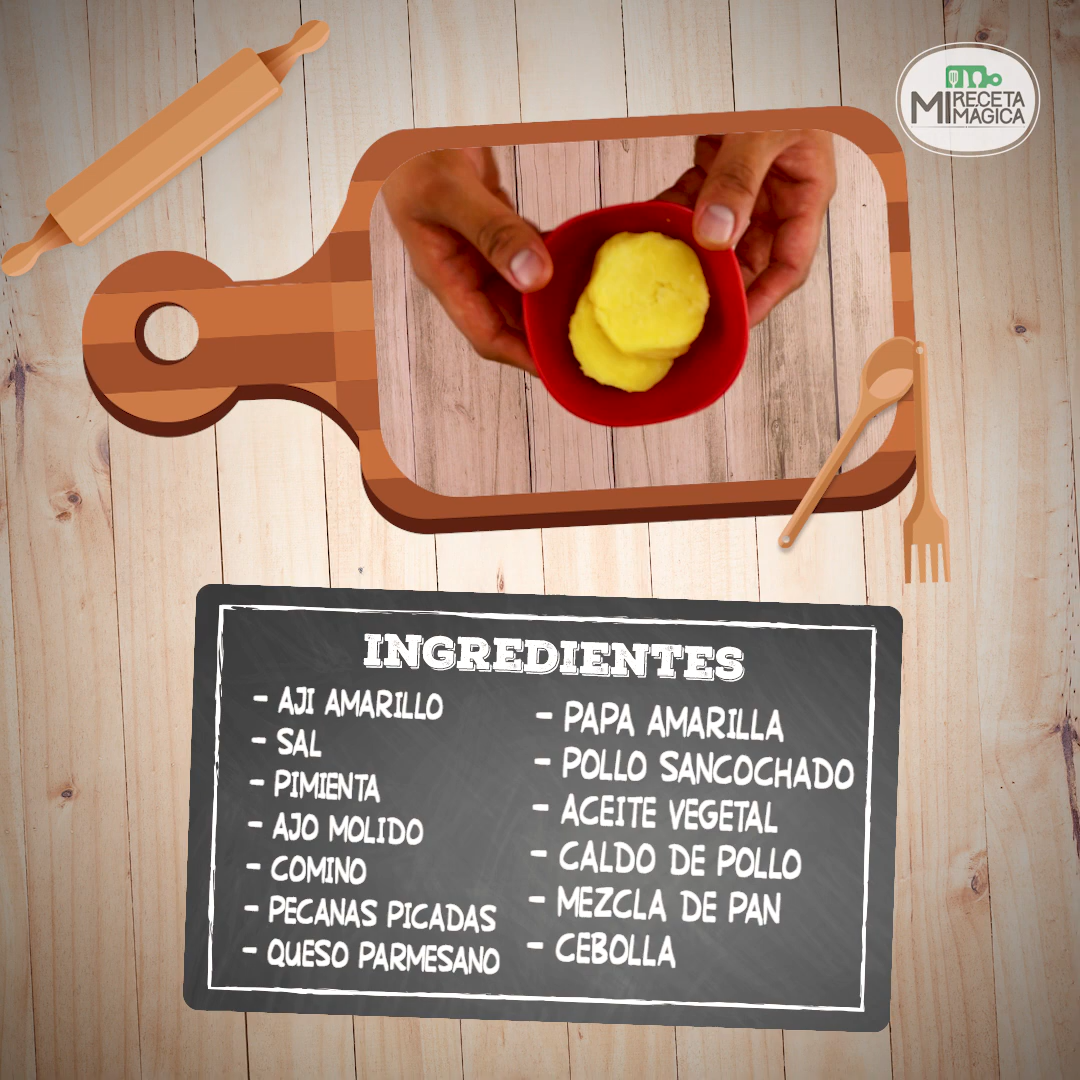 MI RECETA MAGICA
INGREDIENTES
- AJI AMARILLO
- SAL
- PIMIENTA
- AJO MOLIDO
- COMINO
- PECANAS PICADAS
- QUESO PARMESANO
- PAPA AMARILLA
- POLLO SANCOCHADO
- ACEITE VEGETAL
- CALDO DE POLLO
- MEZCLA DE PAN
- CEBOLLA